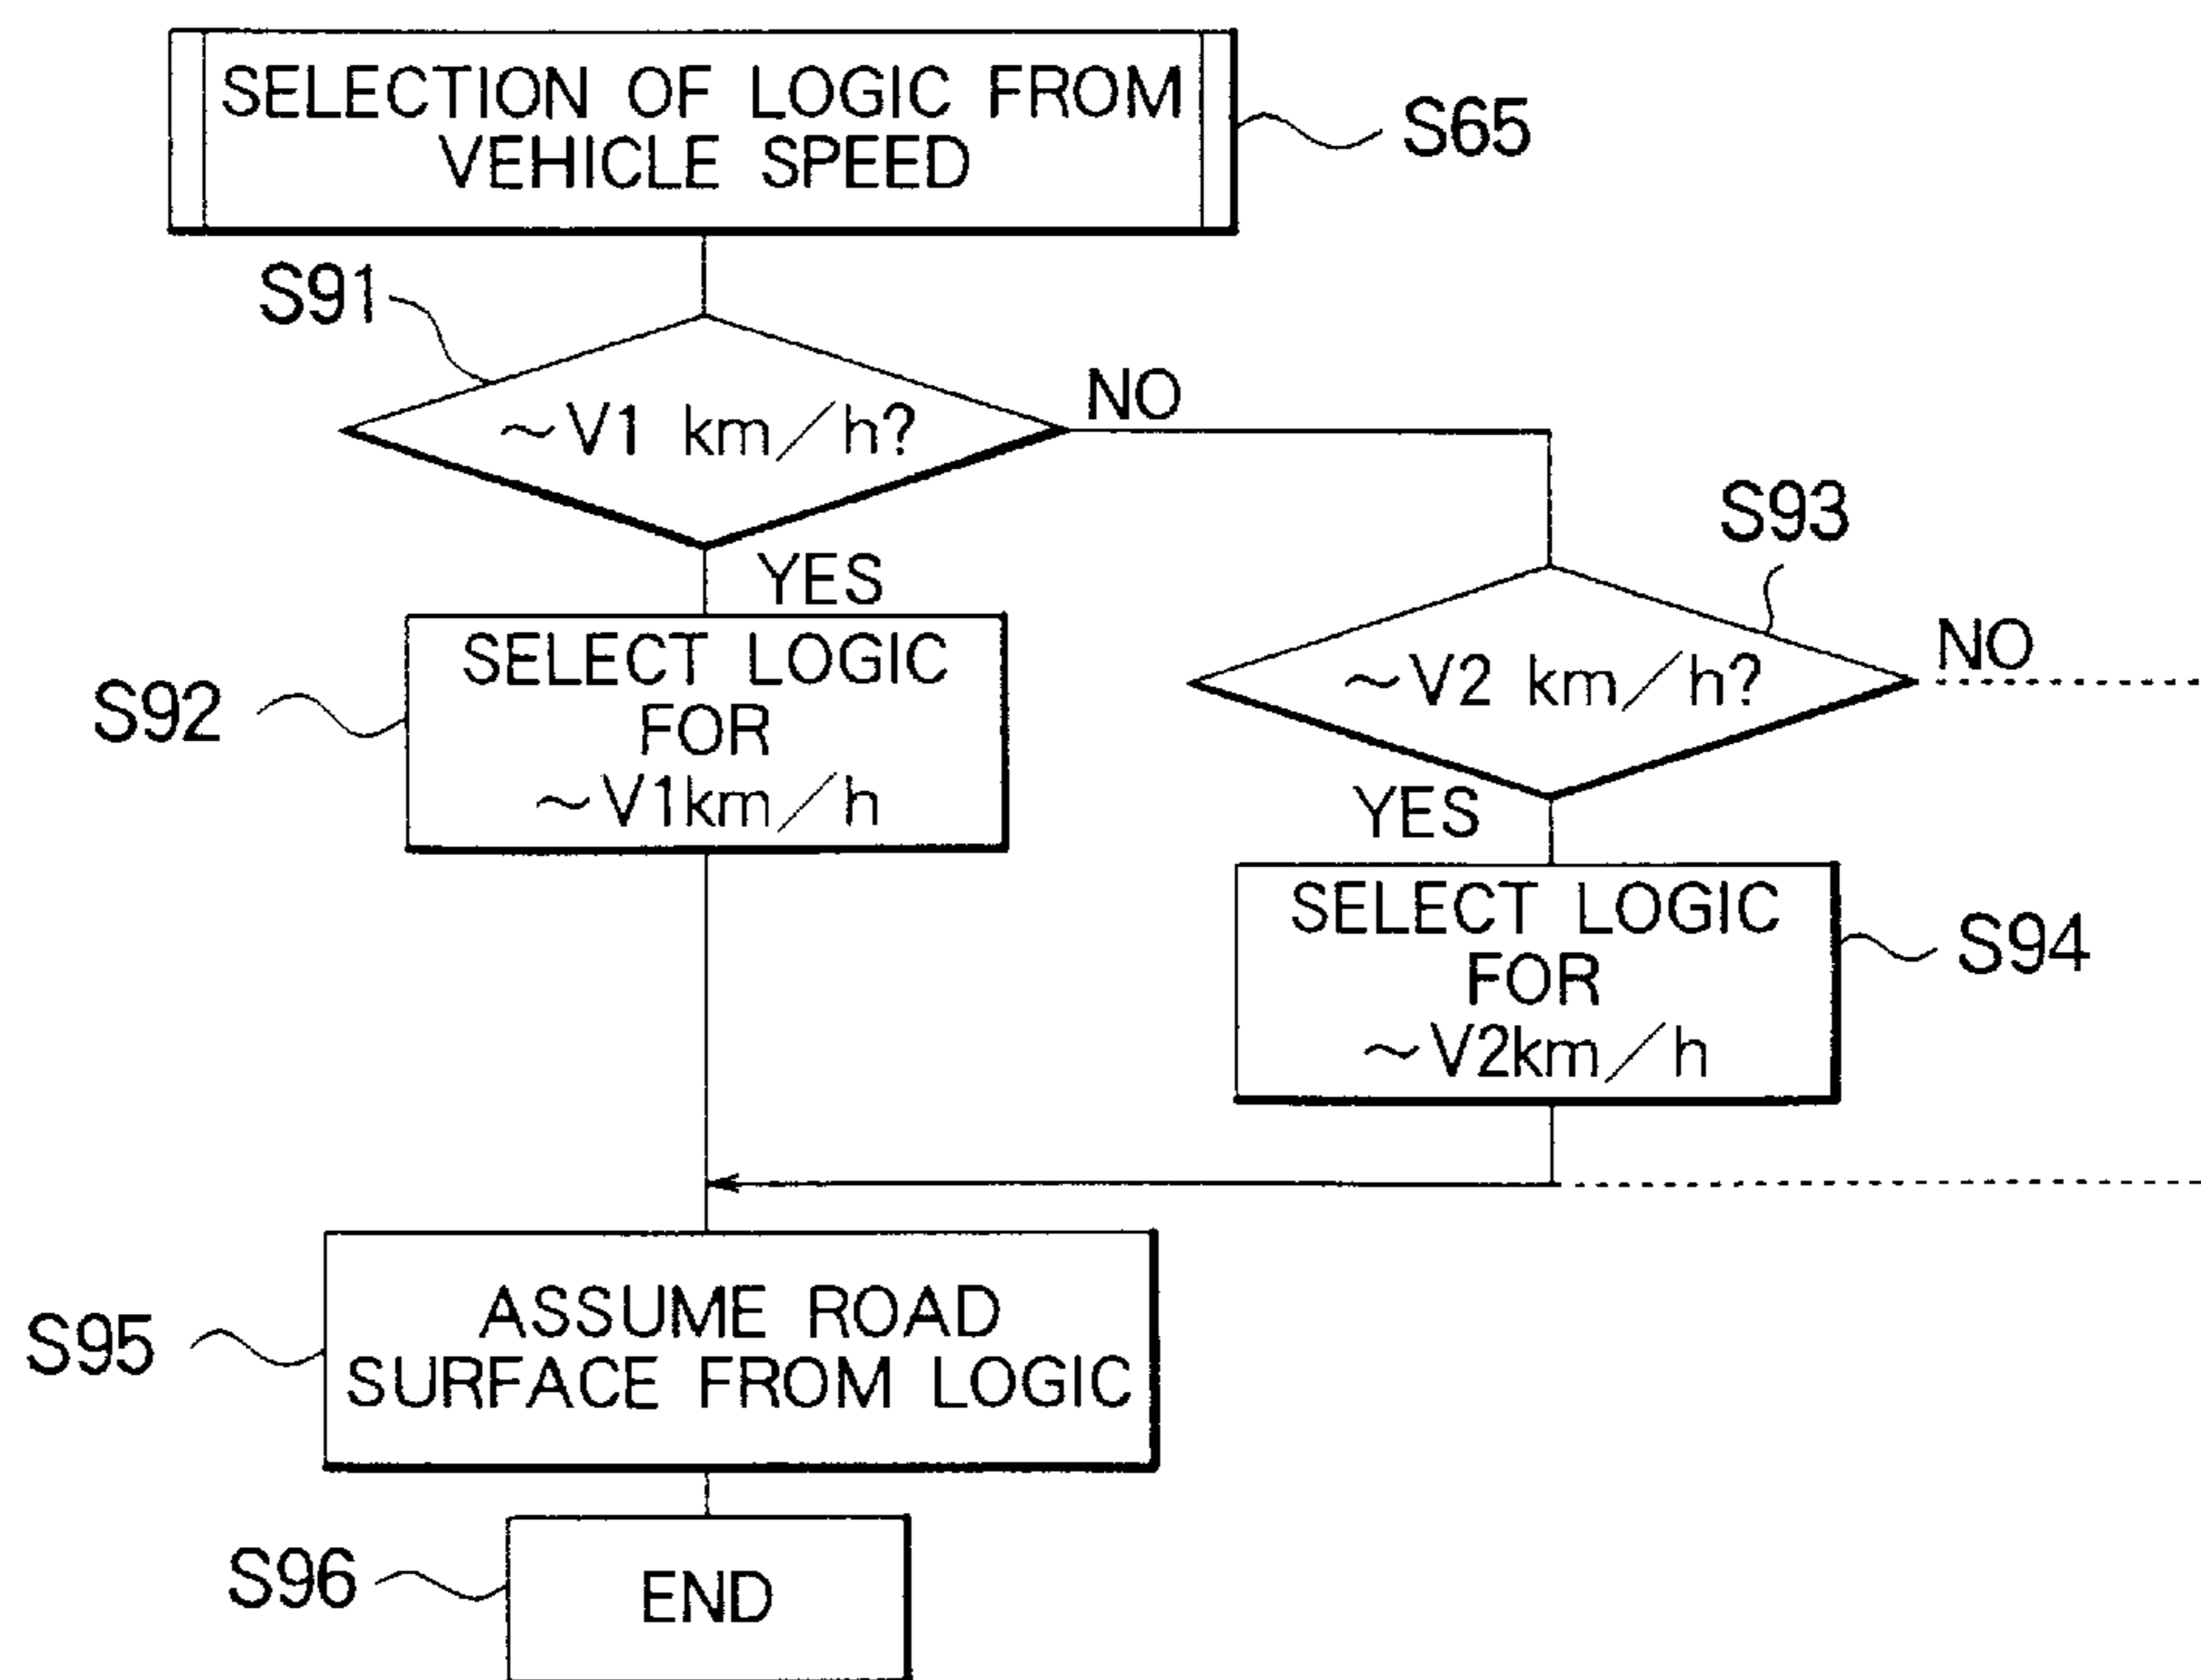 SELECTION OF LOGIC FROM
VEHICLE SPEED
S65
S91
~V1 km/h?
NO
YES
S93
~V2 km/h?
NO
YES
S92
SELECT LOGIC
FOR
~V1km/h
SELECT LOGIC
FOR
~V2km/h
S94
S95
ASSUME ROAD
SURFACE FROM LOGIC
S96
END